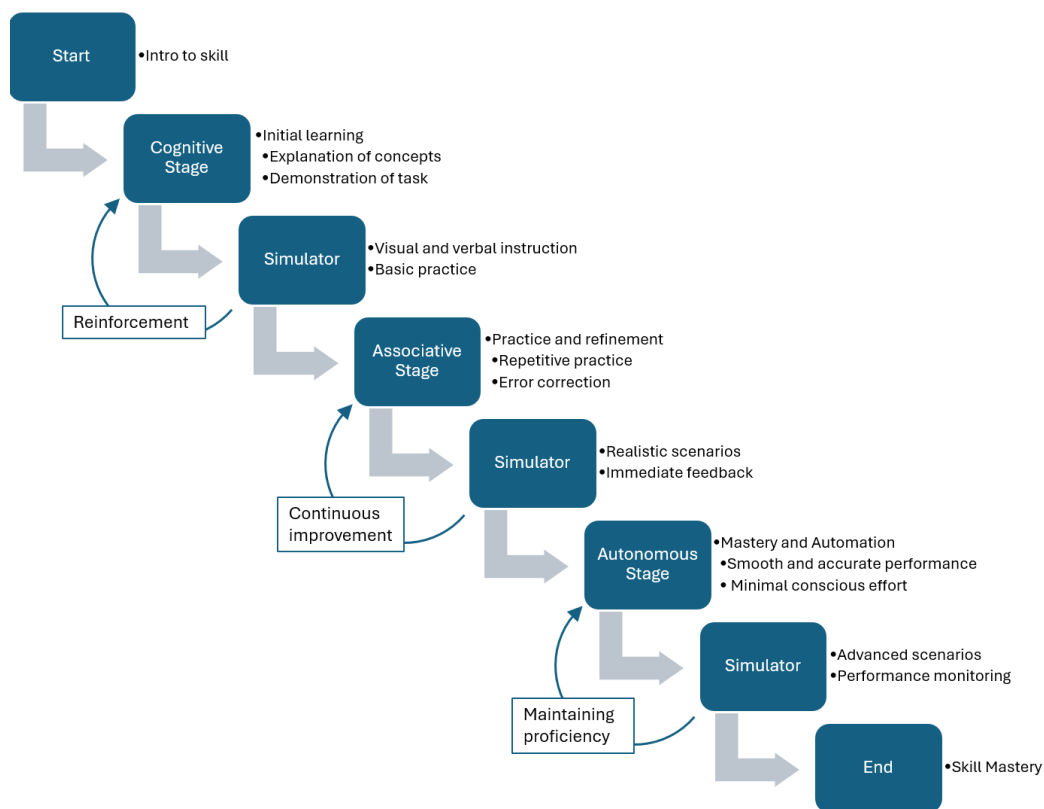 Start
•Intro to skill
Cognitive
Stage
•Initial learning
•Explanation of concepts
•Demonstration of task
Simulator
•Visual and verbal instruction
•Basic practice
Reinforcement
Associative
Stage
•Practice and refinement
•Repetitive practice
•Error correction
Simulator
•Realistic scenarios
•Immediate feedback
Continuous
improvement
Autonomous
Stage
•Mastery and Automation
•Smooth and accurate performance
• Minimal conscious effort
Simulator
•Advanced scenarios
•Performance monitoring
Maintaining
proficiency
End
•Skill Mastery